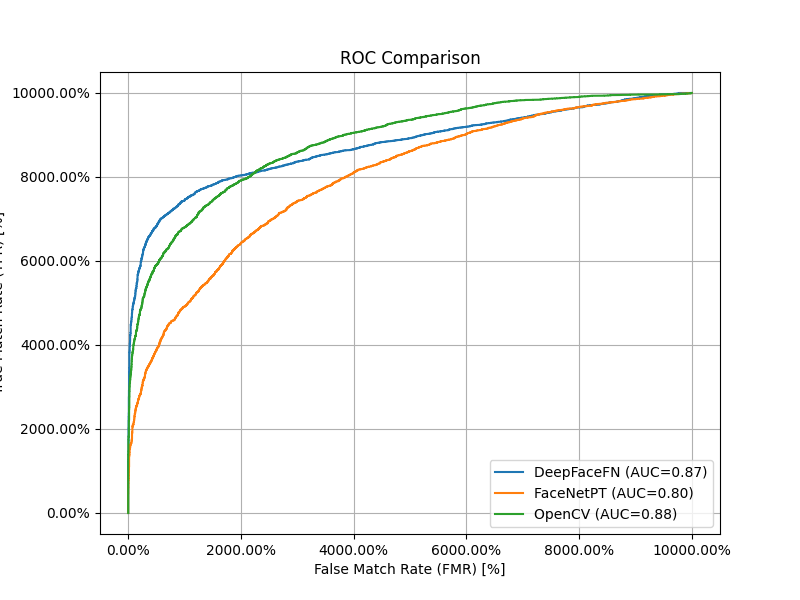 ROC Comparison
10000.00%
8000.00%
6000.00%
4000.00%
2000.00%
0.00%
DeepFaceFN (AUC=0.87)
FaceNetPT (AUC=0.80)
OpenCV (AUC=0.88)
0.00% 2000.00% 4000.00% 6000.00% 8000.00% 10000.00%
False Match Rate (FMR) [%]